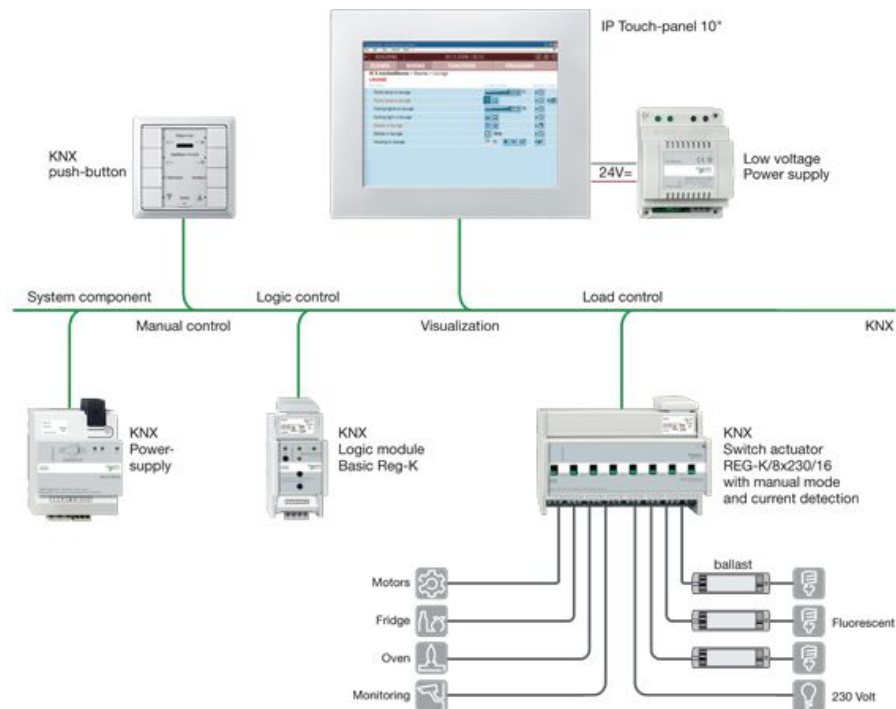 IP Touch-panel 10"
KNX
push-button
24V=
Low voltage
Power supply
System component
Logic control
Load control
Manual control
Visualization
KNX
KNX
Power-
supply
KNX
Logic module
Basic Reg-K
KNX
Switch actuator
REG-K/8x230/16
with manual mode
and current detection
Motors
ballast
Fridge
Fluorescent
Oven
Monitoring
230 Volt